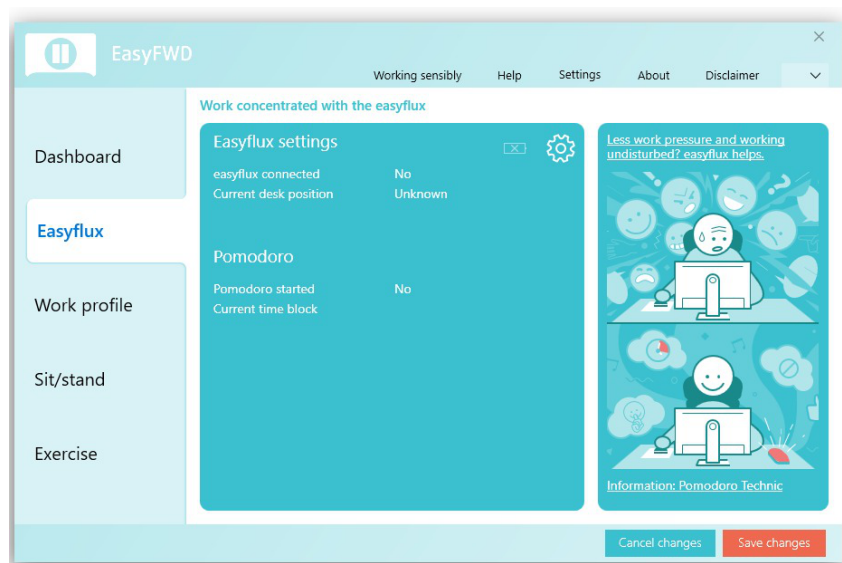 EasyFWD
Working sensibly Help Settings About Disclaimer
Work concentrated with the easyflux
Dashboard
Easyflux
Work profile
Sit/stand
Exercise
Easyflux settings
easyflux connected No
Current desk position Unknown
Pomodoro
Pomodoro started No
Current time block
Less work pressure and working
undisturbed? easyflux helps.
Information: Pomodoro Technic
Cancel changes Save changes